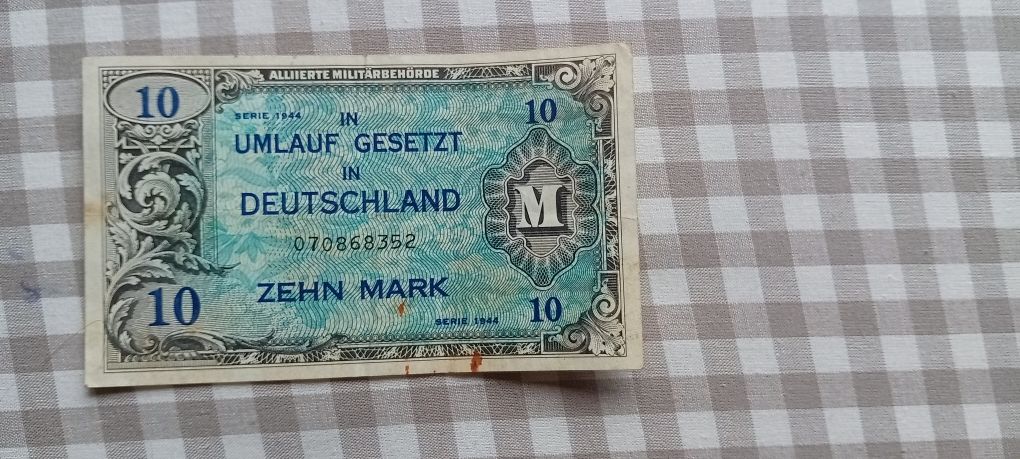 ALLIIERTE MILITÄRBEHÖRDE
10
10
SERIE 1944
IN
UMLAUF GESETZT
IN
DEUTSCHLAND
M
070868352
10
ZEHN MARK
10
SERIE 1944